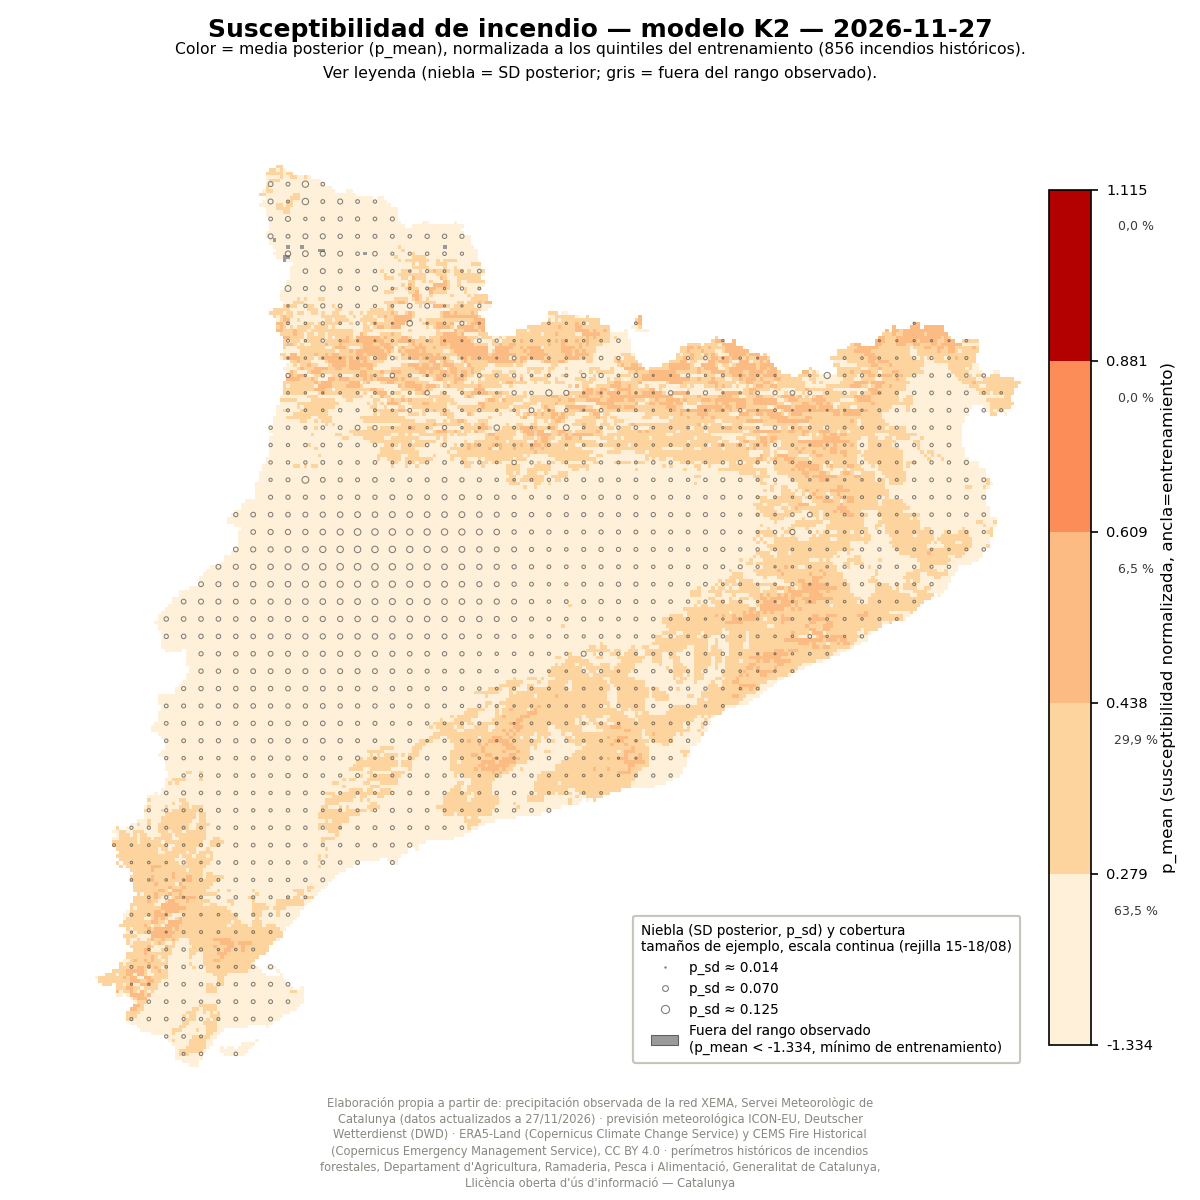 Susceptibilidad de incendio — modelo K2 — 2026-11-27
Color = media posterior (p_mean), normalizada a los quintiles del entrenamiento (856 incendios históricos).
Ver leyenda (niebla = SD posterior; gris = fuera del rango observado).
1.115
0,0 %
0.881
0,0 %
0.609
6,5 %
0.438
29,9 %
0.279
63,5 %
-1.334
p_mean (susceptibilidad normalizada, ancla=entrenamiento)
Niebla (SD posterior, p_sd) y cobertura
tamaños de ejemplo, escala continua (rejilla 15-18/08)
p_sd ≈ 0.014
p_sd ≈ 0.070
p_sd ≈ 0.125
Fuera del rango observado
(p_mean < -1.334, mínimo de entrenamiento)
Elaboración propia a partir de: precipitación observada de la red XEMA, Servei Meteorològic de
Catalunya (datos actualizados a 27/11/2026) · previsión meteorológica ICON-EU, Deutscher
Wetterdienst (DWD) · ERA5-Land (Copernicus Climate Change Service) y CEMS Fire Historical
(Copernicus Emergency Management Service), CC BY 4.0 · perímetros históricos de incendios
forestales, Departament d'Agricultura, Ramaderia, Pesca i Alimentació, Generalitat de Catalunya,
Llicència oberta d'ús d'informació — Catalunya